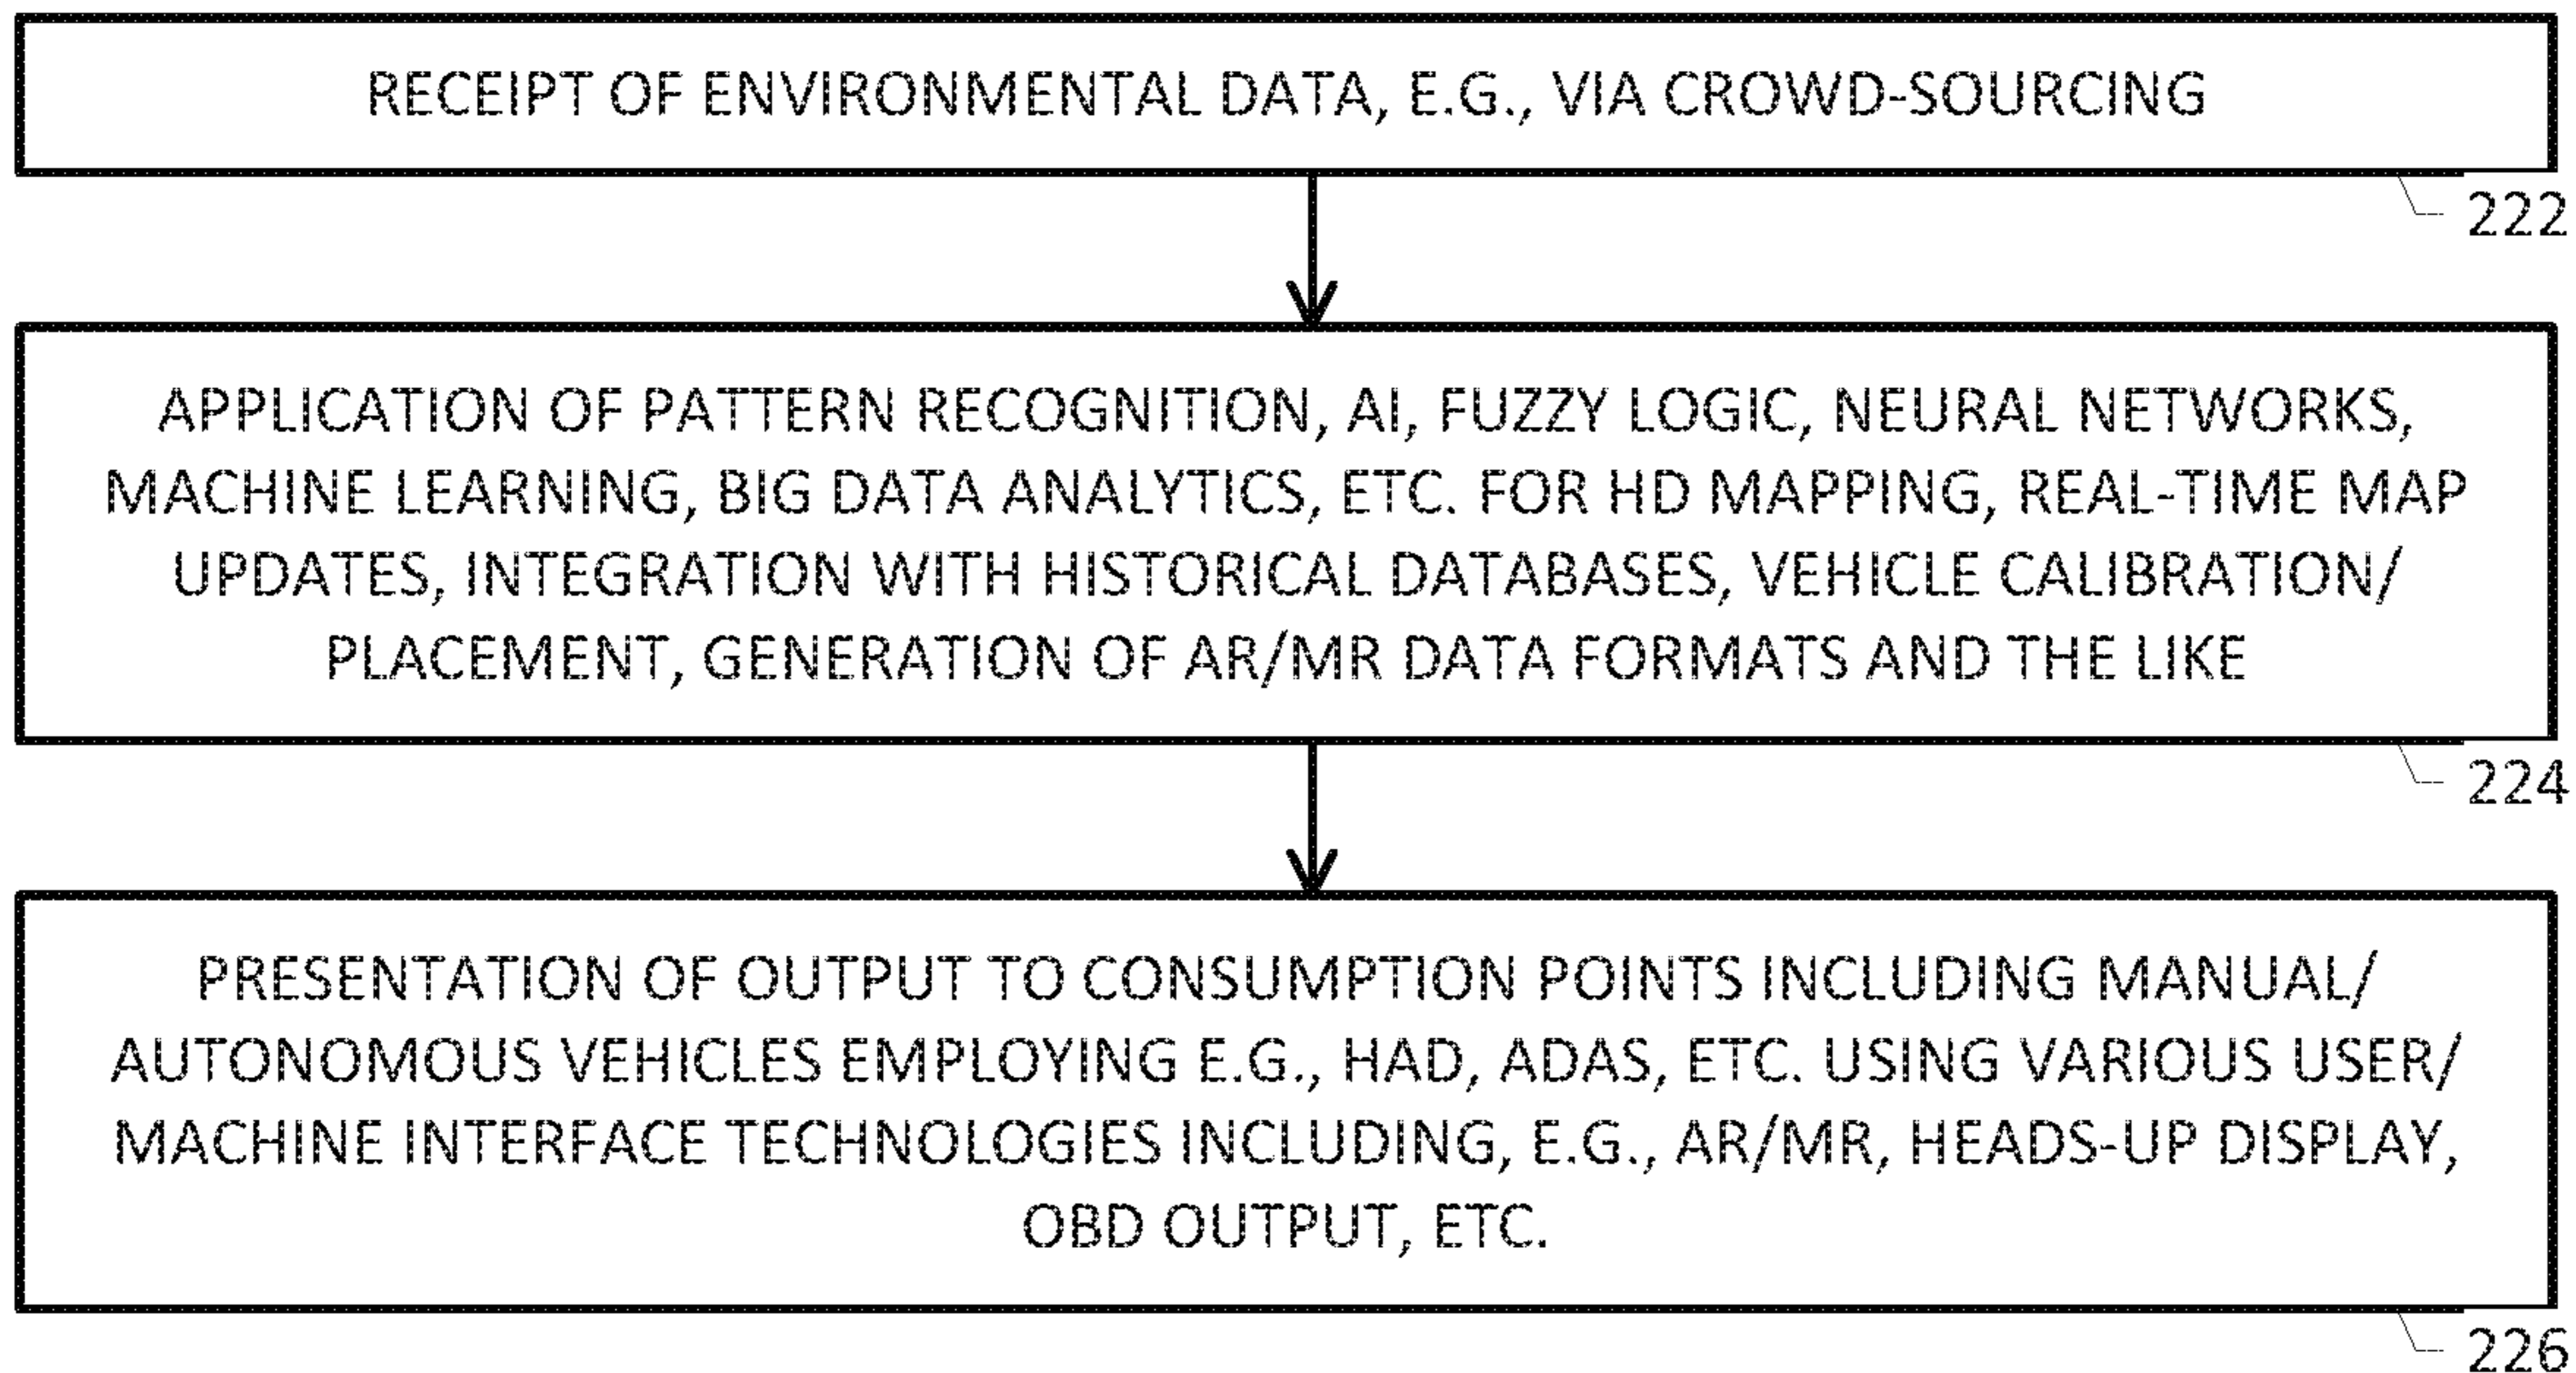 RECEIPT OF ENVIRONMENTAL DATA, E.G., VIA CROWD-SOURCING
222
APPLICATION OF PATTERN RECOGNITION, AI, FUZZY LOGIC, NEURAL NETWORKS,
MACHINE LEARNING, BIG DATA ANALYTICS, ETC. FOR HD MAPPING, REAL-TIME MAP
UPDATES, INTEGRATION WITH HISTORICAL DATABASES, VEHICLE CALIBRATION/
PLACEMENT, GENERATION OF AR/MR DATA FORMATS AND THE LIKE
224
PRESENTATION OF OUTPUT TO CONSUMPTION POINTS INCLUDING MANUAL/
AUTONOMOUS VEHICLES EMPLOYING E.G., HAD, ADAS, ETC. USING VARIOUS USER/
MACHINE INTERFACE TECHNOLOGIES INCLUDING, E.G., AR/MR, HEADS-UP DISPLAY,
OBD OUTPUT, ETC.
226